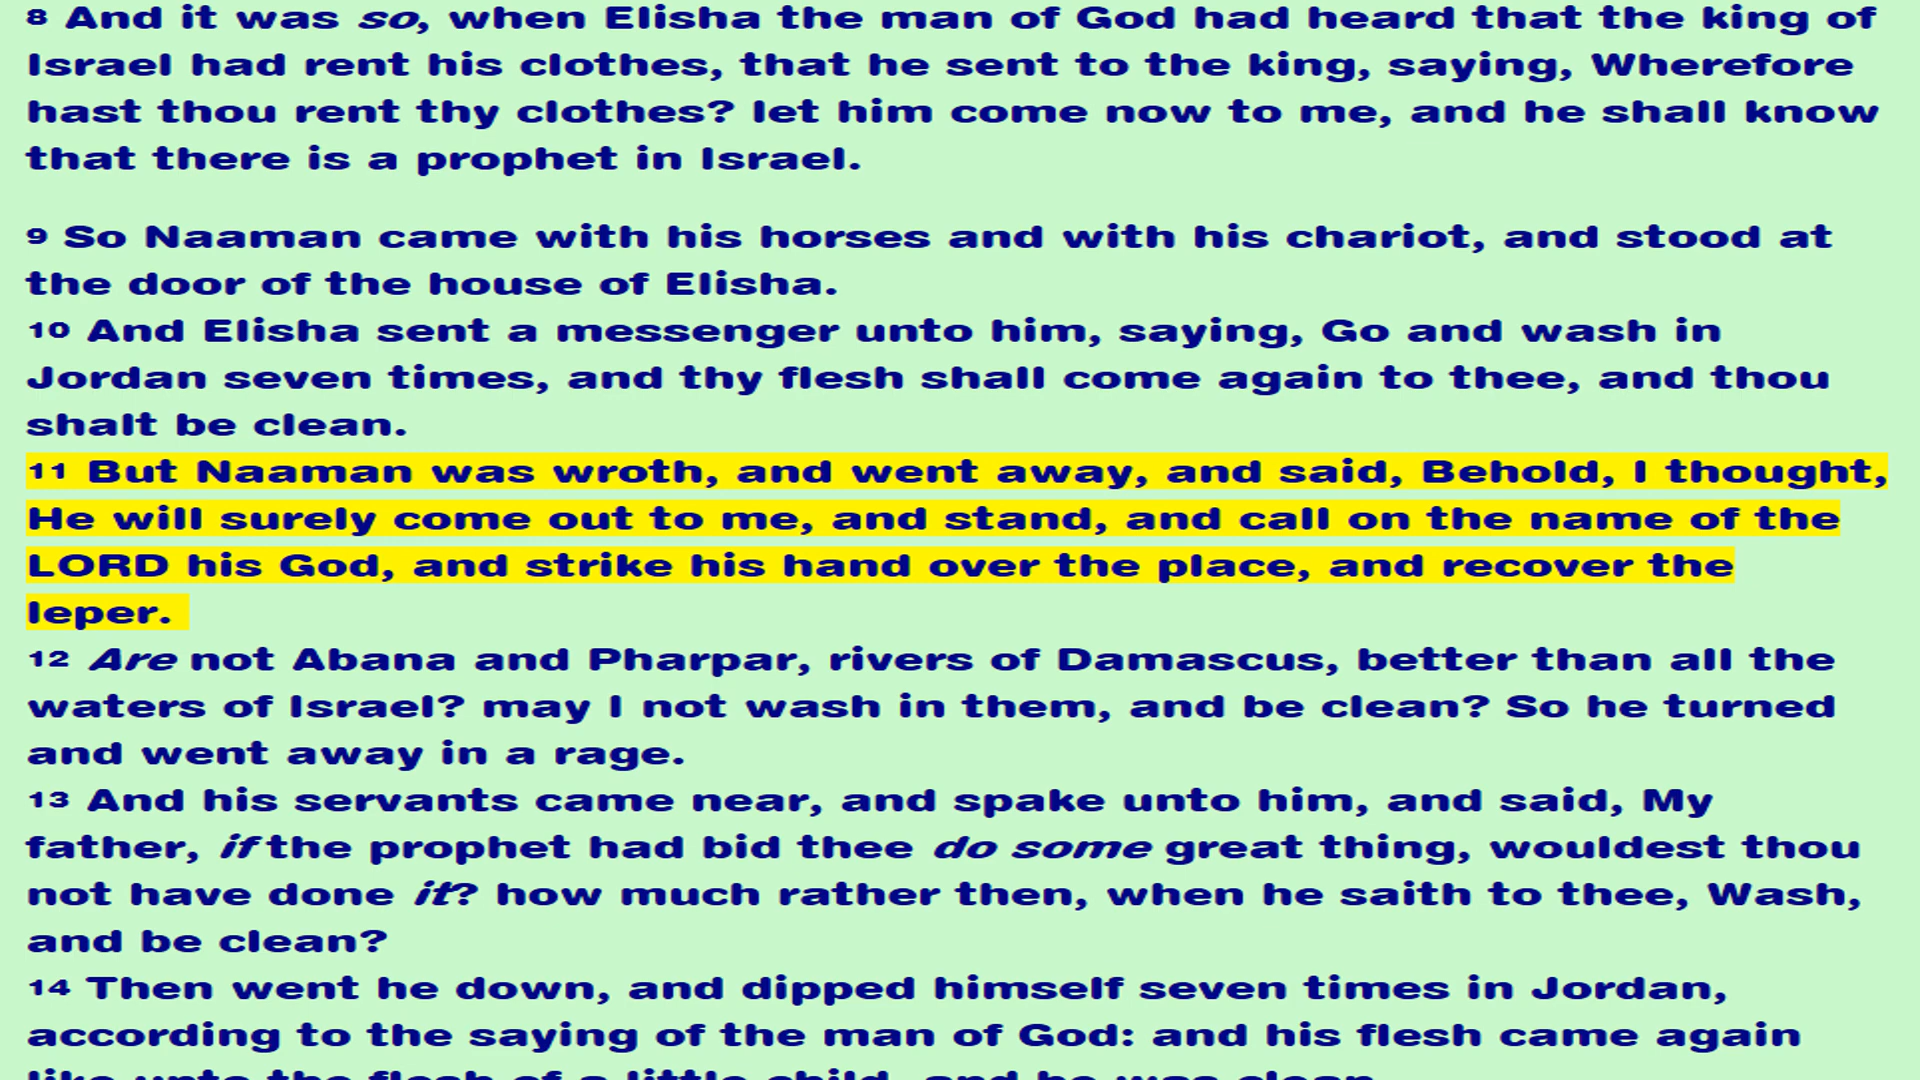 8 And it was so, when Elisha the man of God had heard that the king of
Israel had rent his clothes, that he sent to the king, saying, Wherefore
hast thou rent thy clothes? let him come now to me, and he shall know
that there is a prophet in Israel.
9 So Naaman came with his horses and with his chariot, and stood at
the door of the house of Elisha.
10 And Elisha sent a messenger unto him, saying, Go and wash in
Jordan seven times, and thy flesh shall come again to thee, and thou
shalt be clean.
11 But Naaman was wroth, and went away, and said, Behold, I thought,
He will surely come out to me, and stand, and call on the name of the
LORD his God, and strike his hand over the place, and recover the
leper.
12 Are not Abana and Pharpar, rivers of Damascus, better than all the
waters of Israel? may I not wash in them, and be clean? So he turned
and went away in a rage.
13 And his servants came near, and spake unto him, and said, My
father, if the prophet had bid thee do some great thing, wouldest thou
not have done it? how much rather then, when he saith to thee, Wash,
and be clean?
14 Then went he down, and dipped himself seven times in Jordan,
according to the saying of the man of God: and his flesh came again
like unto the flesh of a little child, and he was clean.